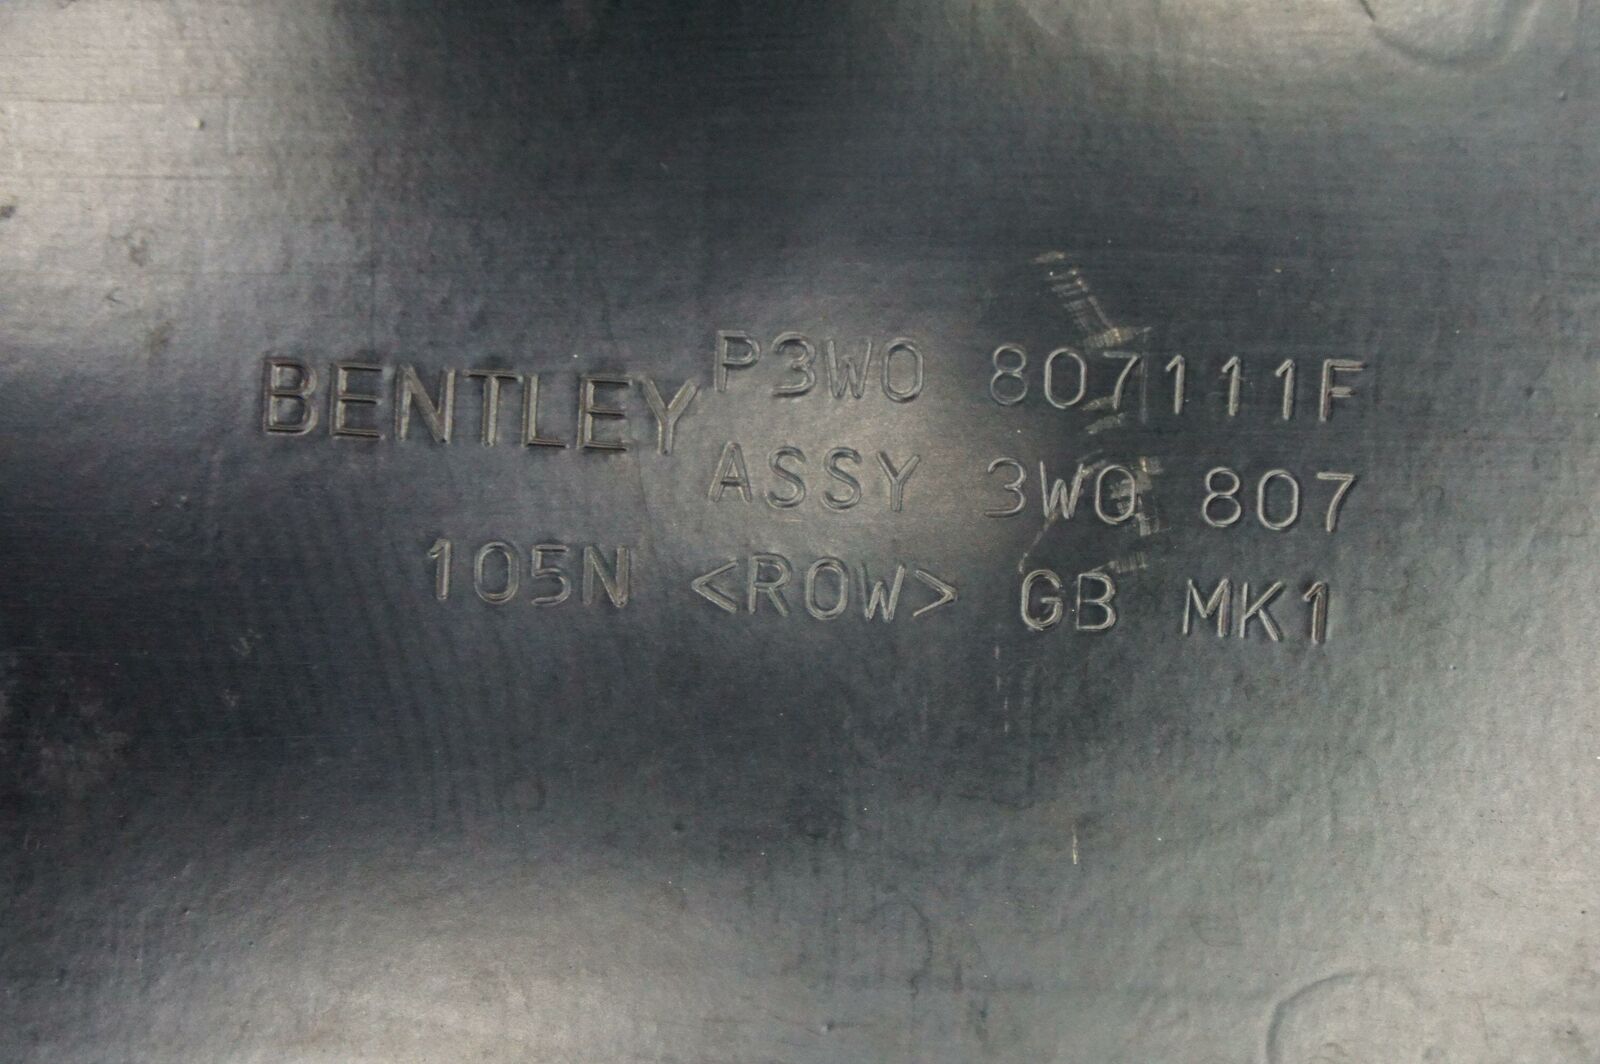 BENTLEY P3W0 807111F
ASSY 3W0 807
105N <ROW> GB MK1